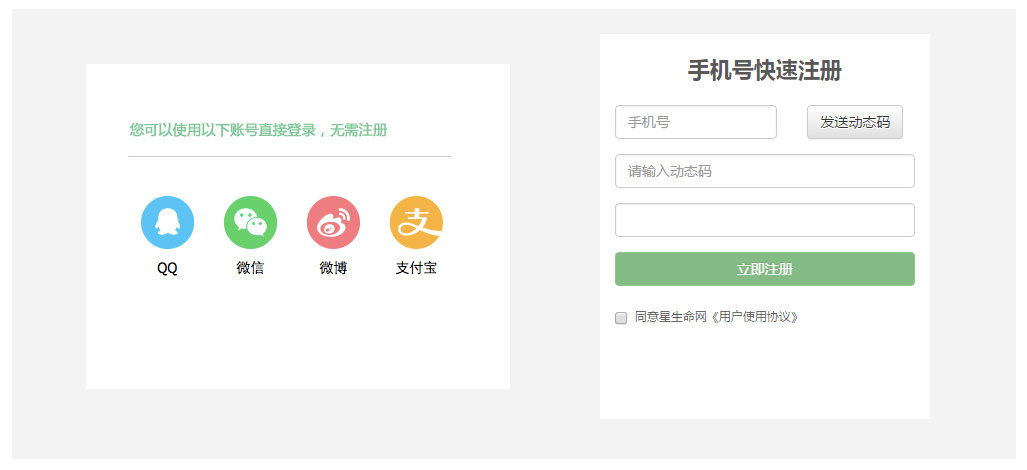 您可以使用以下账号直接登录，无需注册
QQ
微信
微博
支付宝
手机号快速注册
手机号
发送动态码
请输入动态码
立即注册
同意星生命网《用户使用协议》